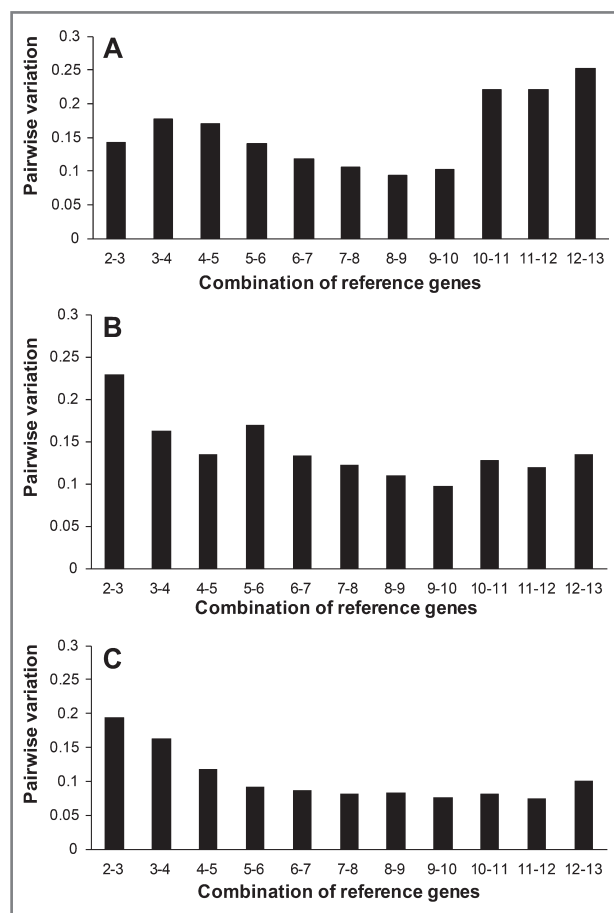 A
Pairwise variation
0.3
0.25
0.2
0.15
0.1
0.05
0
2-3 3-4 4-5 5-6 6-7 7-8 8-9 9-10 10-11 11-12 12-13
Combination of reference genes
B
Pairwise variation
0.3
0.25
0.2
0.15
0.1
0.05
0
2-3 3-4 4-5 5-6 6-7 7-8 8-9 9-10 10-11 11-12 12-13
Combination of reference genes
C
Pairwise variation
0.3
0.25
0.2
0.15
0.1
0.05
0
2-3 3-4 4-5 5-6 6-7 7-8 8-9 9-10 10-11 11-12 12-13
Combination of reference genes